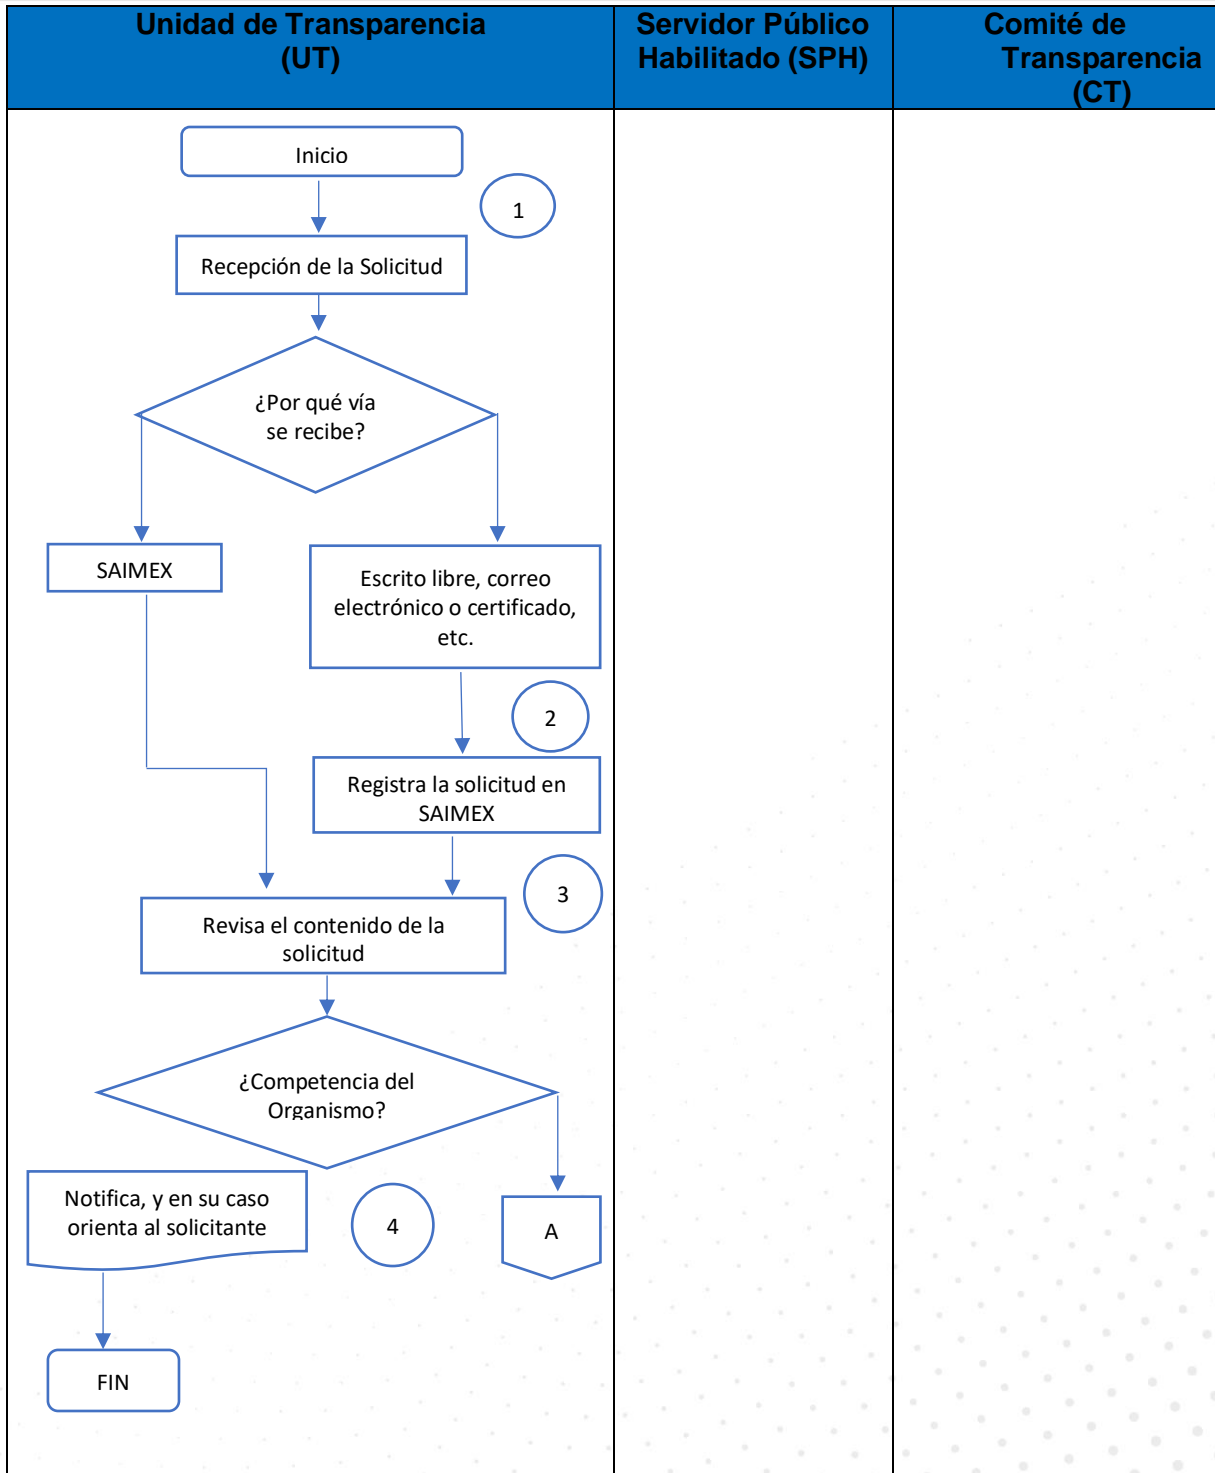 Unidad de Transparencia
(UT)
Servidor Público
Habilitado (SPH)
Comité de
Transparencia
(CT)
Inicio
1
Recepción de la Solicitud
¿Por qué vía
se recibe?
SAIMEX
Escrito libre, correo
electrónico o certificado,
etc.
2
Registra la solicitud en
SAIMEX
3
Revisa el contenido de la
solicitud
¿Competencia del
Organismo?
Notifica, y en su caso
orienta al solicitante
4
A
FIN